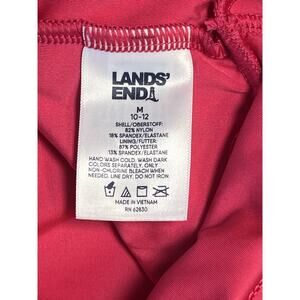 LANDS'
END
M
10-12
SHELL/OBERSTOFF:
82% NYLON
18% SPANDEX/ELASTANE
LINING/FUTTER:
87% POLYESTER
13% SPANDEX/ELASTANE
HAND WASH COLD. WASH DARK
COLORS SEPARATELY. ONLY
NON-CHLORINE BLEACH WHEN
NEEDED. LINE DRY. DO NOT IRON.
MADE IN VIETNAM
RN 62830